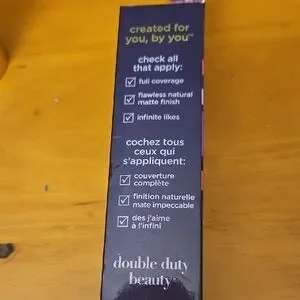 created for
you, by you™
check all
that apply:
full coverage
flawless natural
matte finish
infinite likes
cochez tous
ceux qui
s'appliquent:
couverture
complète
finition naturelle
mate impeccable
des j'aime
à l'infini
double duty
beauty™